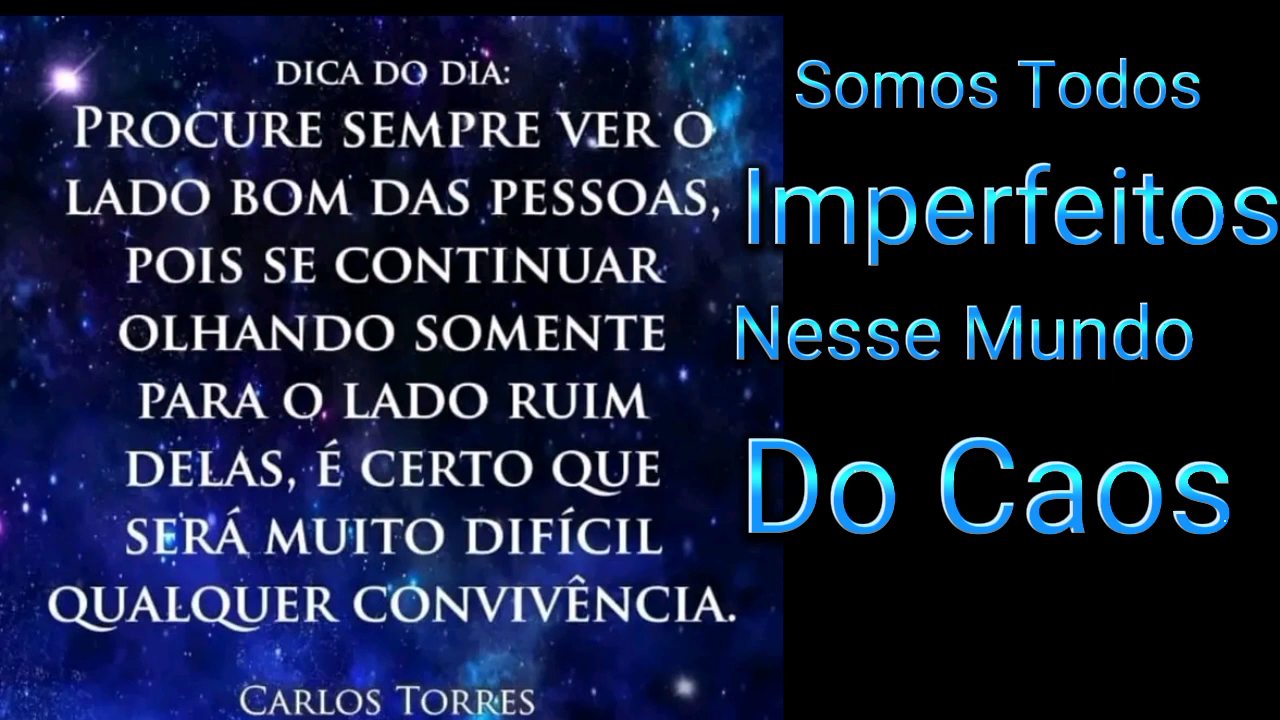 DICA DO DIA:
PROCURE SEMPRE VER O
LADO BOM DAS PESSOAS,
POIS SE CONTINUAR
OLHANDO SOMENTE
PARA O LADO RUIM
DELAS, É CERTO QUE
SERÁ MUITO DIFÍCIL
QUALQUER CONVIVÊNCIA.
CARLOS TORRES
Somos Todos
Imperfeitos
Nesse Mundo
Do Caos